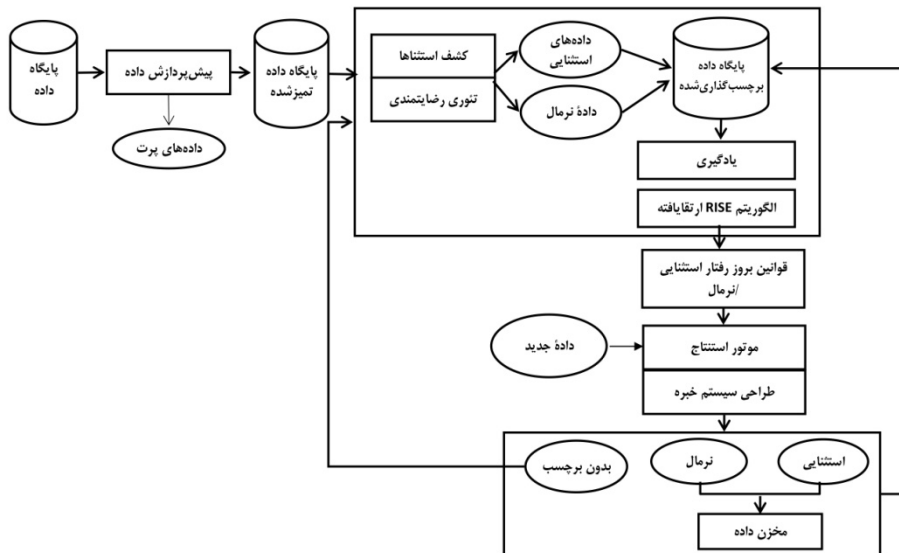 پایگاه
داده
پیش‌پردازش داده
داده‌های پرت
پایگاه داده
تمیزشده
کشف استثناها
تئوری رضایتمندی
داده‌های
استثنایی
دادهٔ نرمال
پایگاه داده
برچسب‌گذاری‌شده
یادگیری
الگوریتم RISE ارتقایافته
قوانین بروز رفتار استثنایی
/نرمال
دادهٔ جدید
موتور استنتاج
طراحی سیستم خبره
استثنایی
نرمال
بدون برچسب
مخزن داده